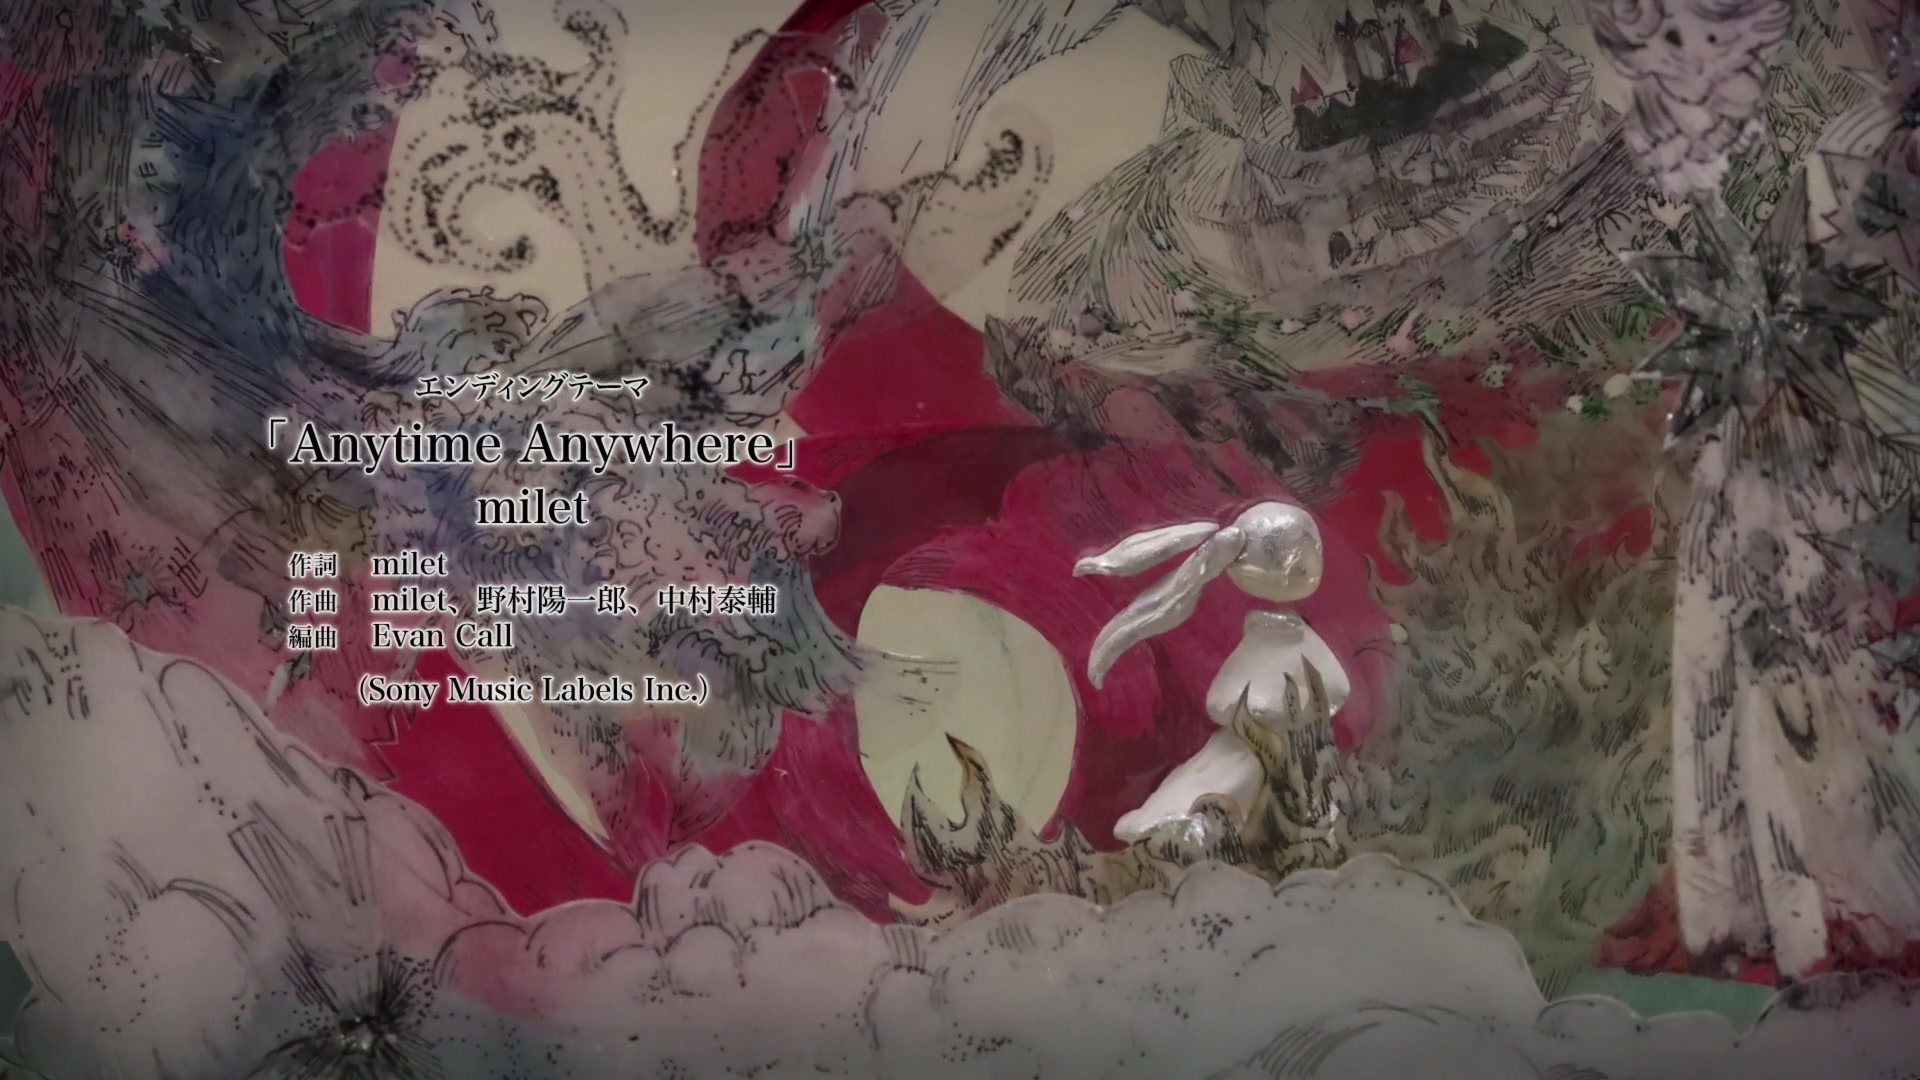 エンディングテーマ
「Anytime Anywhere」
milet
作詞 milet
作曲 milet、野村陽一郎、中村泰輔
編曲 Evan Call
(Sony Music Labels Inc.)